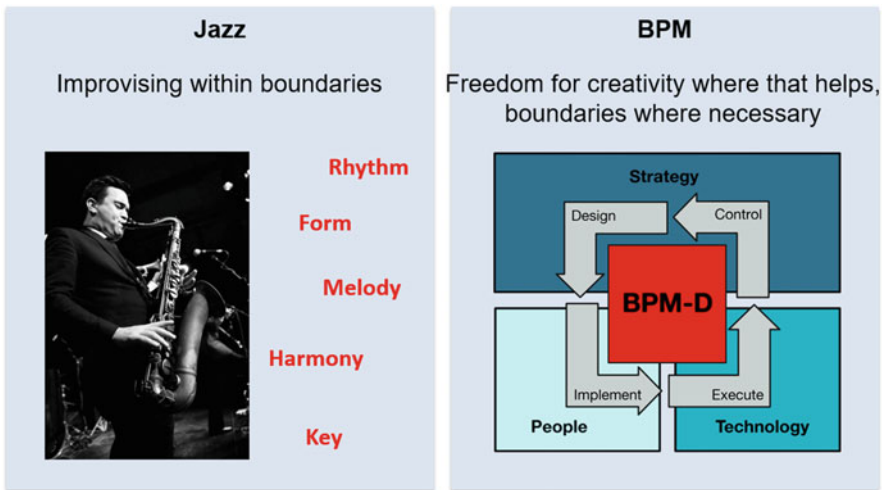 Jazz
Improvising within boundaries
Rhythm
Form
Melody
Harmony
Key
BPM
Freedom for creativity where that helps,
boundaries where necessary
Strategy
Design
Control
BPM-D
Implement
Execute
People
Technology